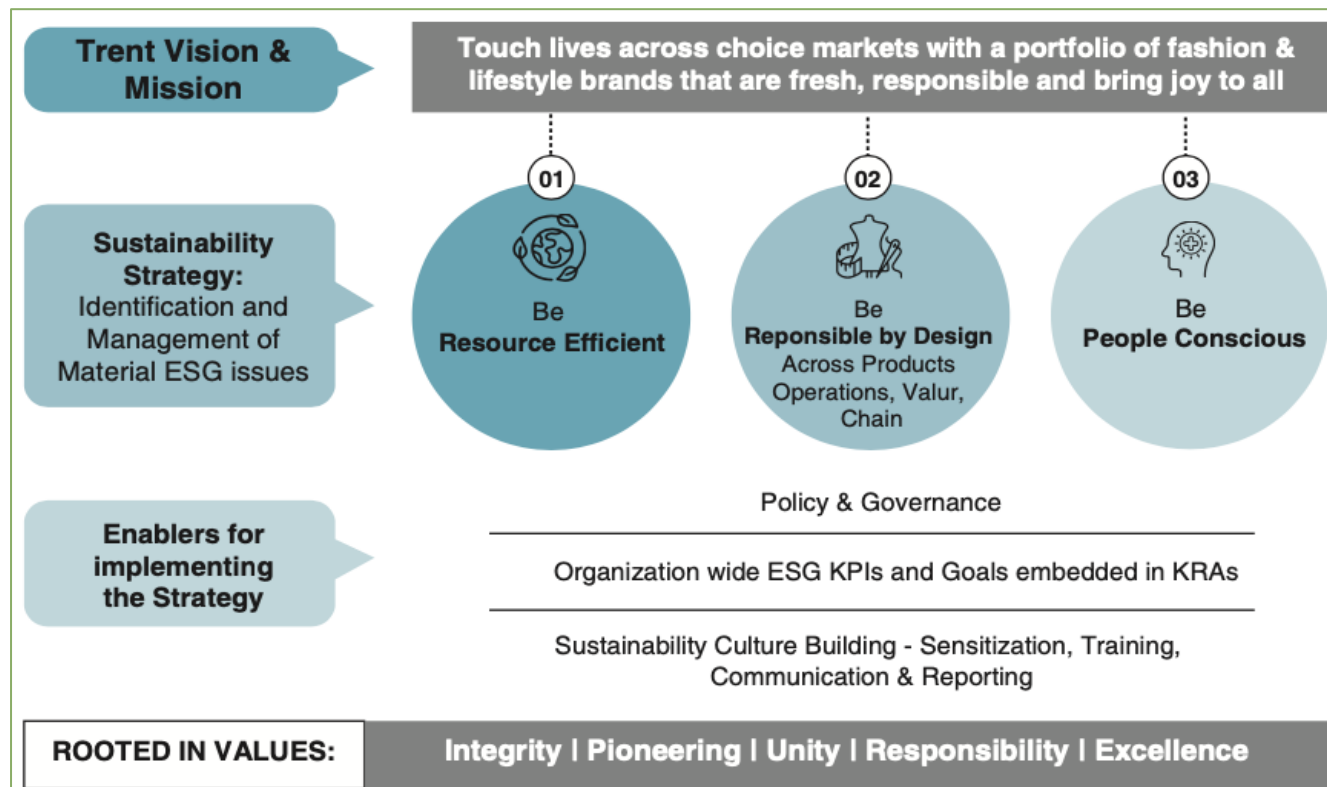 Trent Vision &
Mission
Touch lives across choice markets with a portfolio of fashion &
lifestyle brands that are fresh, responsible and bring joy to all
Sustainability
Strategy:
Identification and
Management of
Material ESG issues
01
Be
Resource Efficient
02
Be
Reponsible by Design
Across Products
Operations, Valur,
Chain
03
Be
People Conscious
Enablers for
implementing
the Strategy
Policy & Governance
Organization wide ESG KPIs and Goals embedded in KRAs
Sustainability Culture Building - Sensitization, Training,
Communication & Reporting
ROOTED IN VALUES:
Integrity | Pioneering | Unity | Responsibility | Excellence